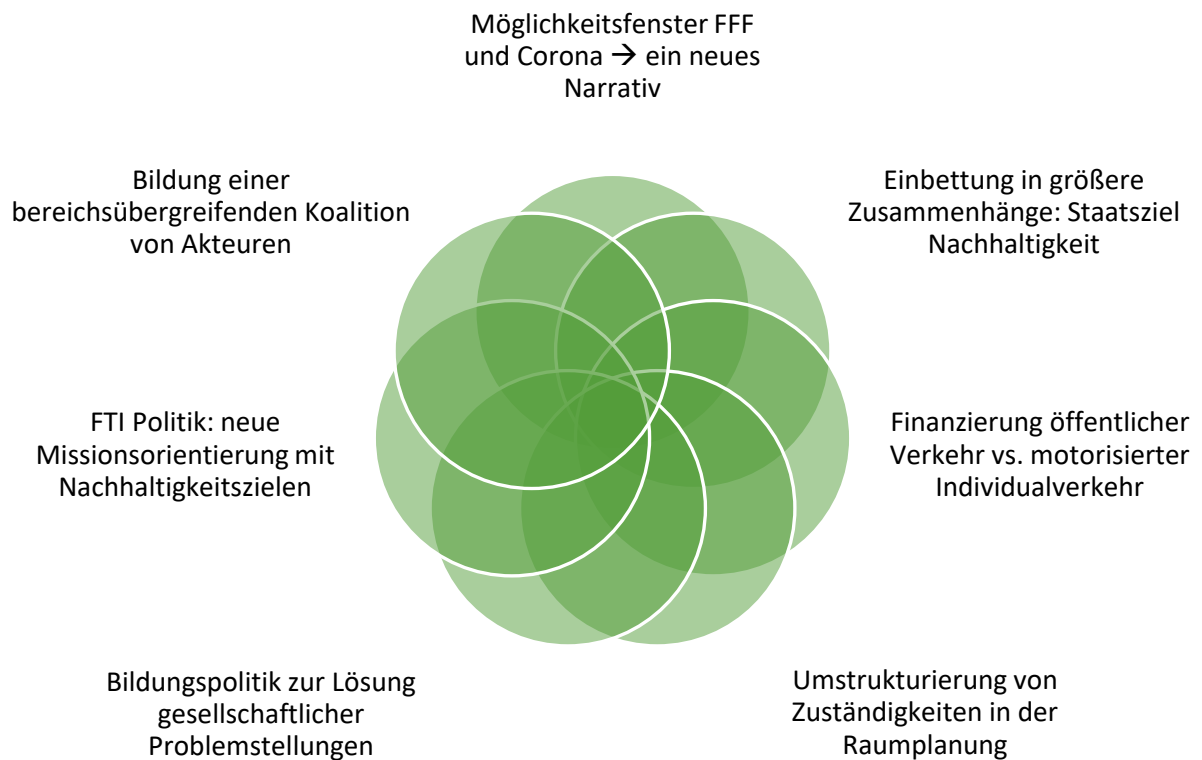 Möglichkeitsfenster FFF
und Corona → ein neues
Narrativ
Einbettung in größere
Zusammenhänge: Staatsziel
Nachhaltigkeit
Finanzierung öffentlicher
Verkehr vs. motorisierter
Individualverkehr
Umstrukturierung von
Zuständigkeiten in der
Raumplanung
Bildungspolitik zur Lösung
gesellschaftlicher
Problemstellungen
FTI Politik: neue
Missionsorientierung mit
Nachhaltigkeitszielen
Bildung einer
bereichsübergreifenden Koalition
von Akteuren